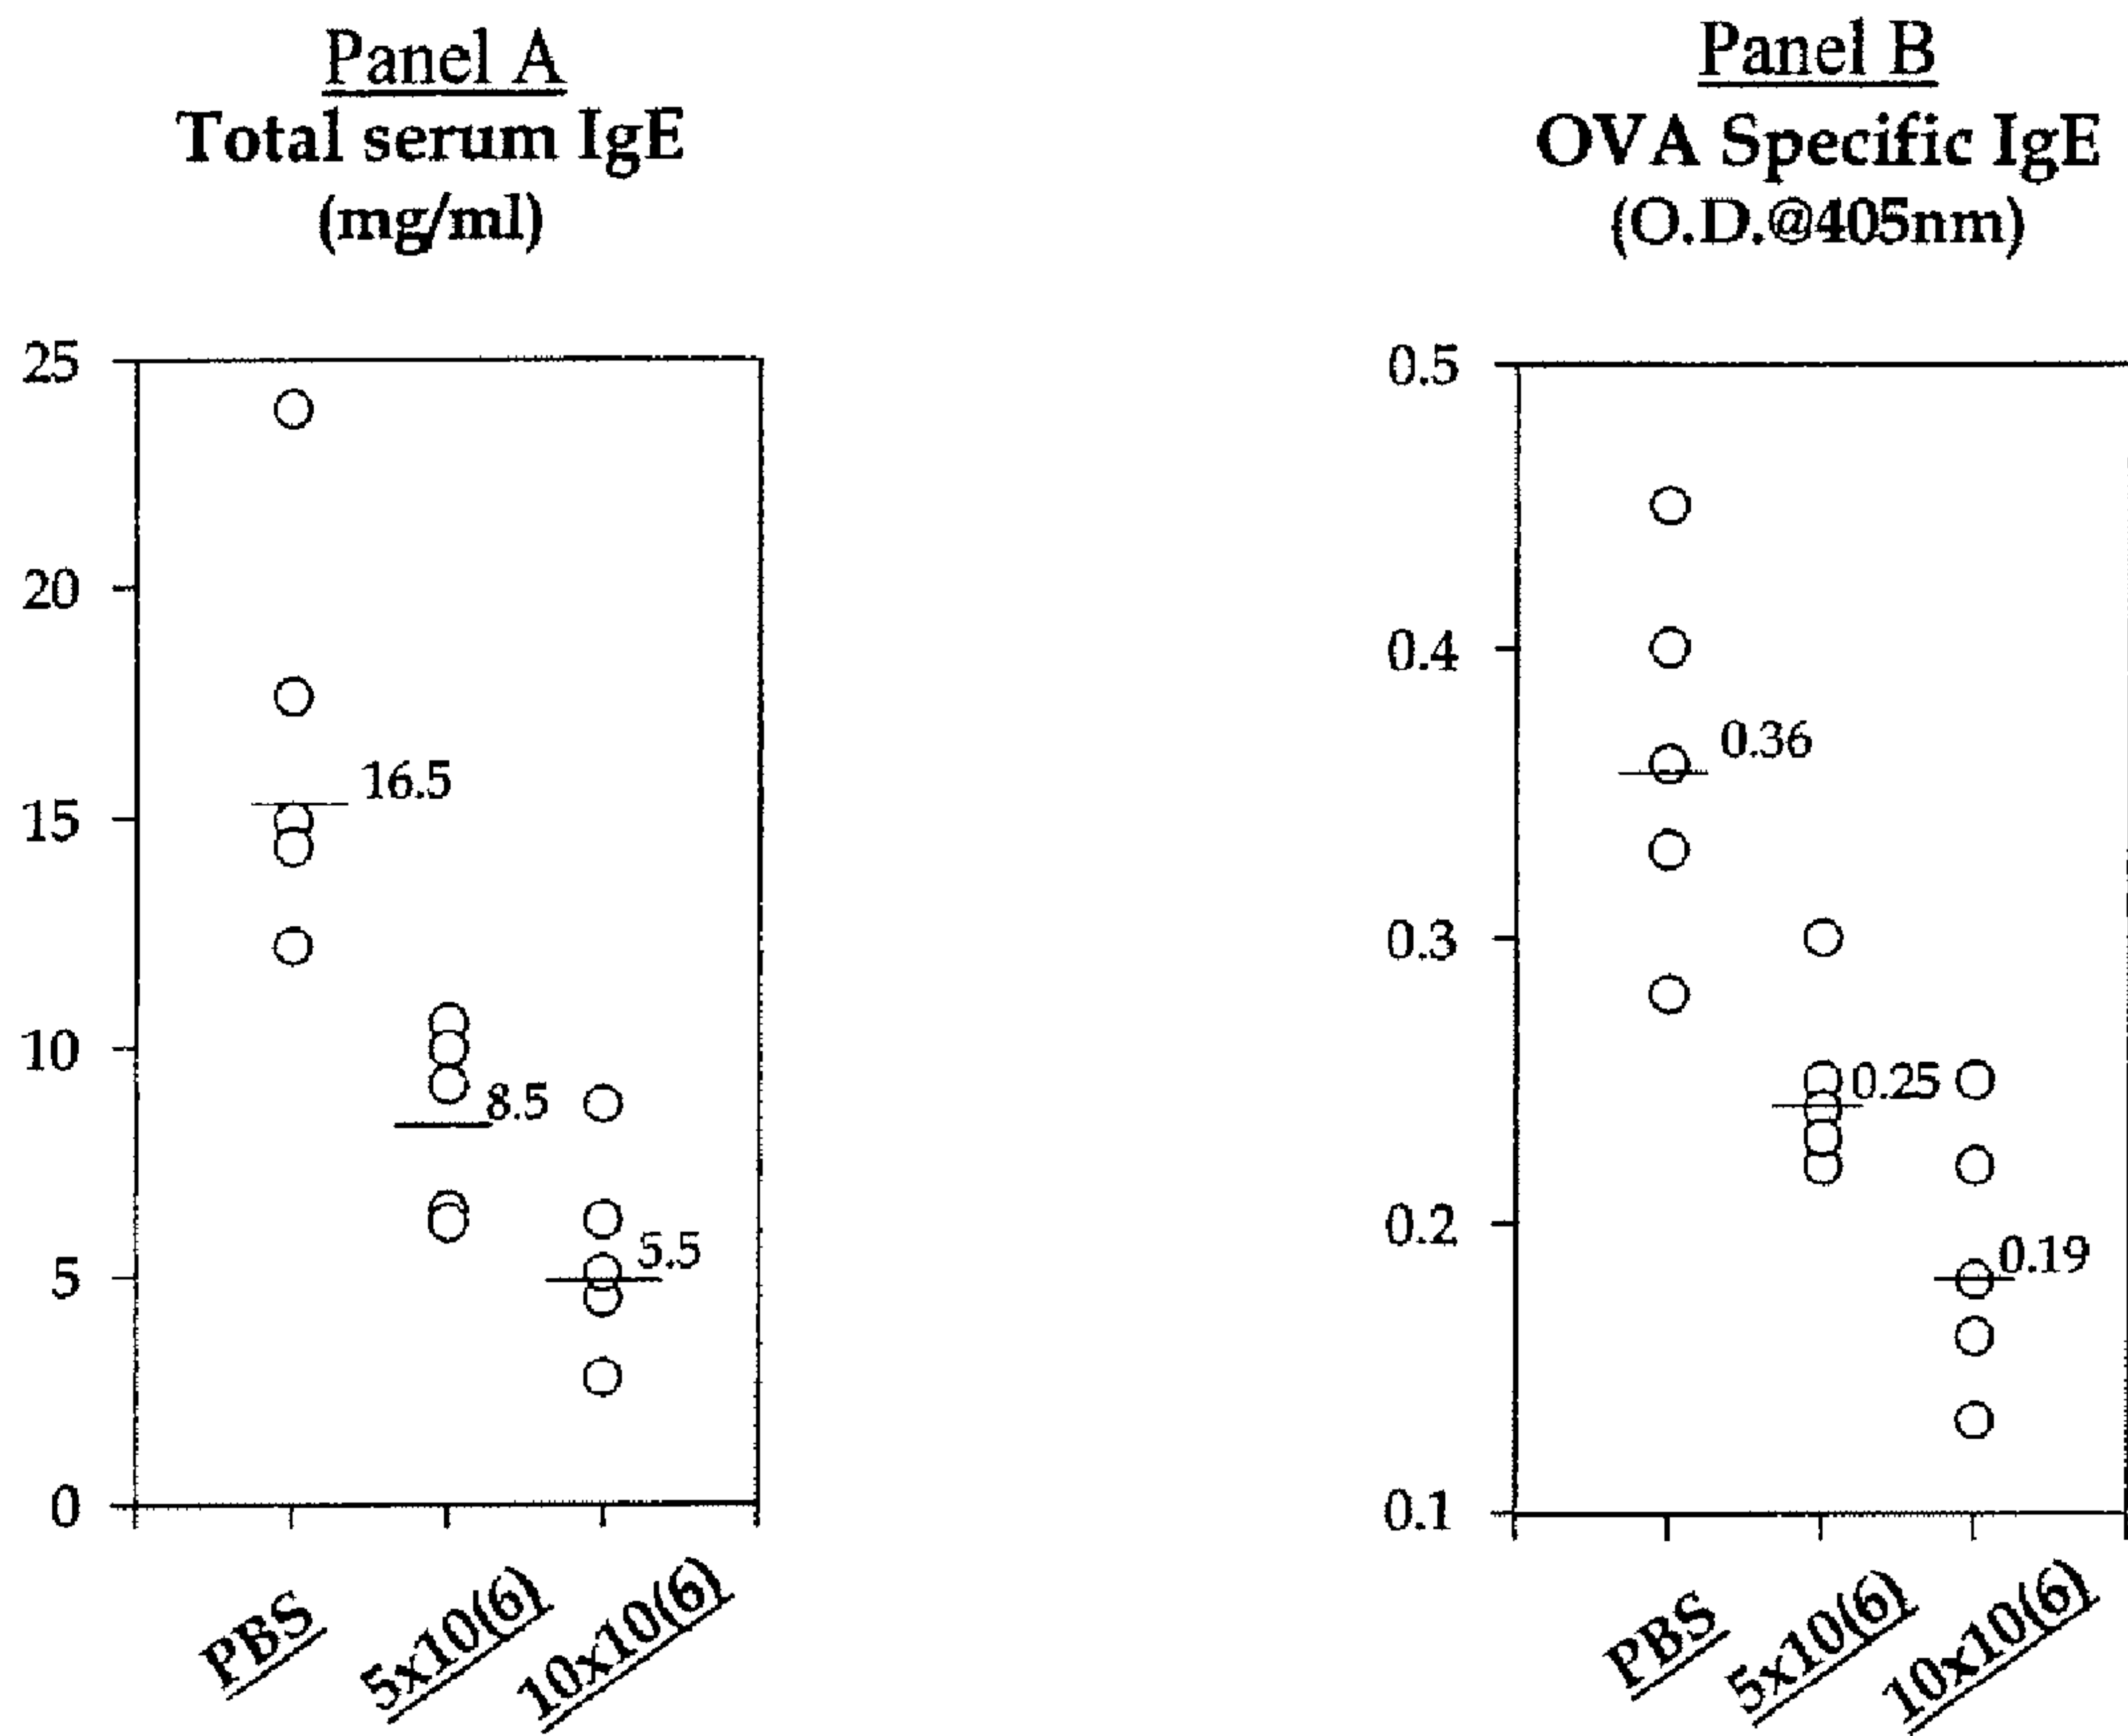 Panel A
Total serum IgE
(mg/ml)
25
20
15
10
5
0
16.5
8.5
5.5
PBS
5x10(6)
10x10(6)
Panel B
OVA Specific IgE
(O.D.@405nm)
0.5
0.4
0.3
0.2
0.1
0.36
0.25
0.19
PBS
5x10(6)
10x10(6)